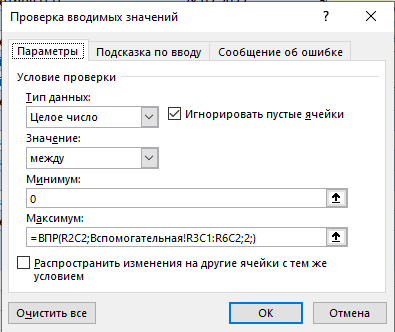 Проверка вводимых значений
Параметры Подсказка по вводу Сообщение об ошибке
Условие проверки
Тип данных:
Целое число Игнорировать пустые ячейки
Значение:
между
Минимум:
0
Максимум:
=ВПР(R2C2;Вспомогательная!R3C1:R6C2;2;)
Распространить изменения на другие ячейки с тем же
условием
Очистить все ОК Отмена